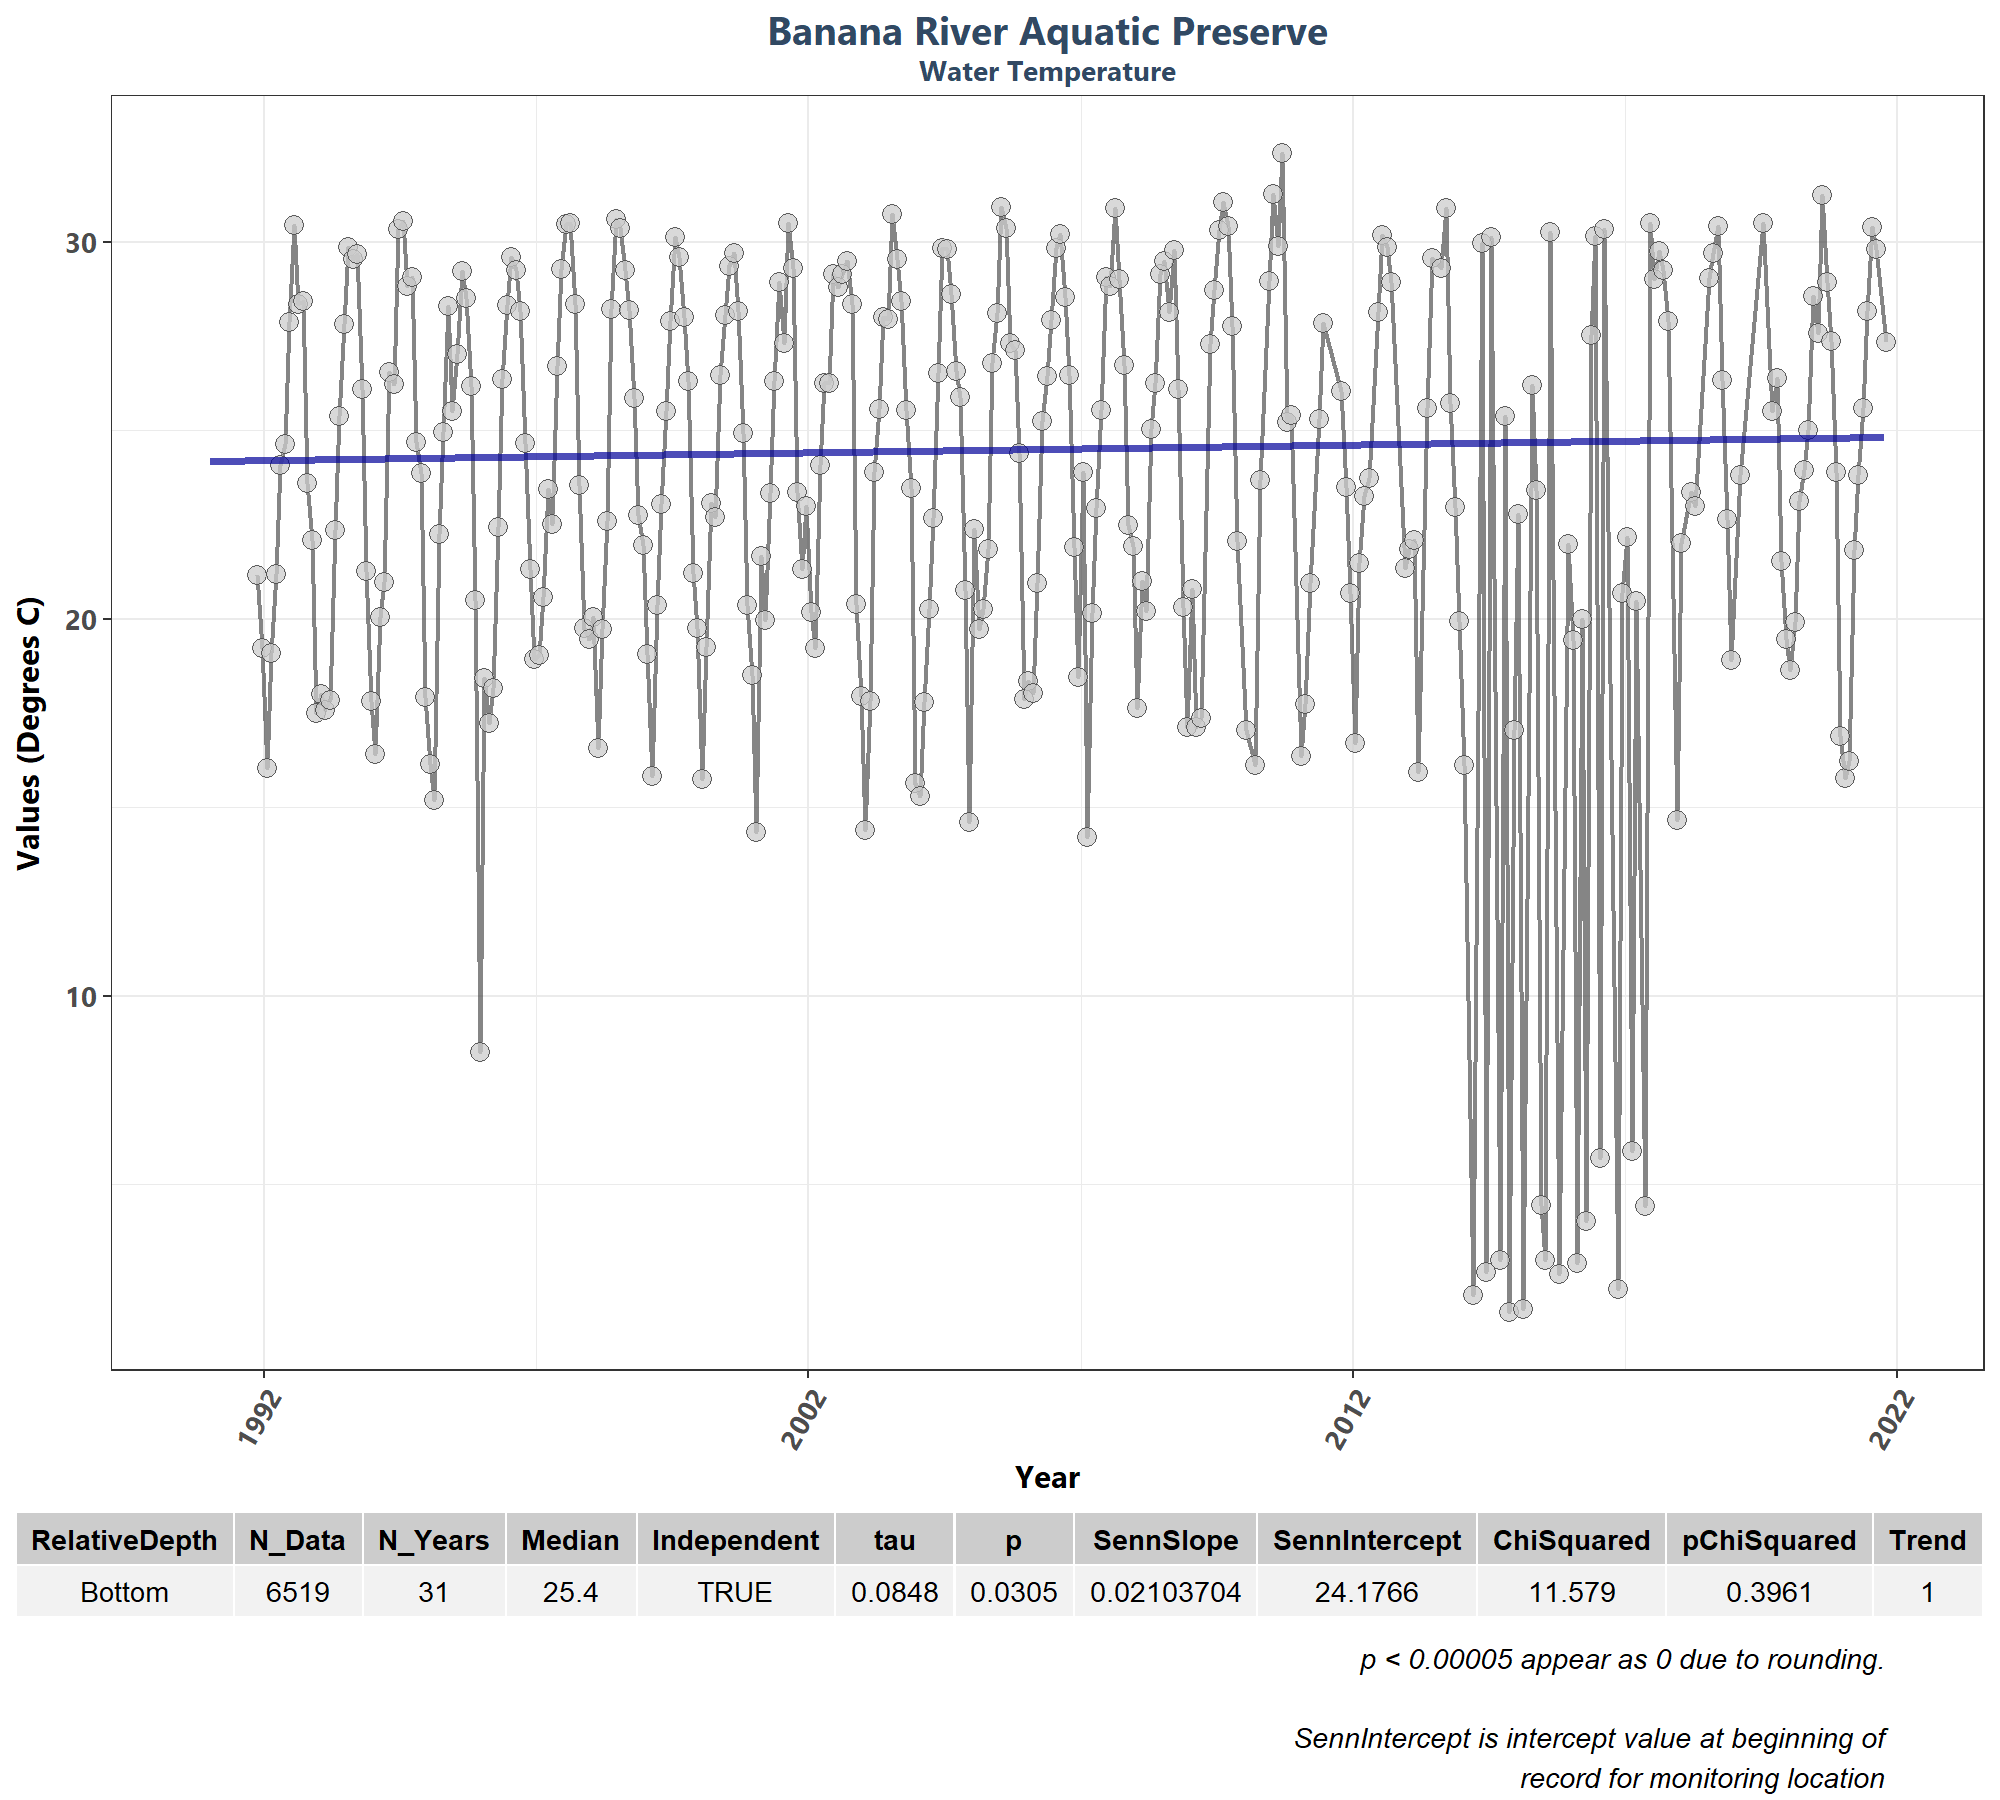 Banana River Aquatic Preserve
Water Temperature
Values (Degrees C)
30
20
10
1992
2002
2012
2022
Year
RelativeDepth N_Data N_Years Median Independent tau p SennSlope SennIntercept ChiSquared pChiSquared Trend
Bottom 6519 31 25.4 TRUE 0.0848 0.0305 0.02103704 24.1766 11.579 0.3961 1
p < 0.00005 appear as 0 due to rounding.
SennIntercept is intercept value at beginning of
record for monitoring location